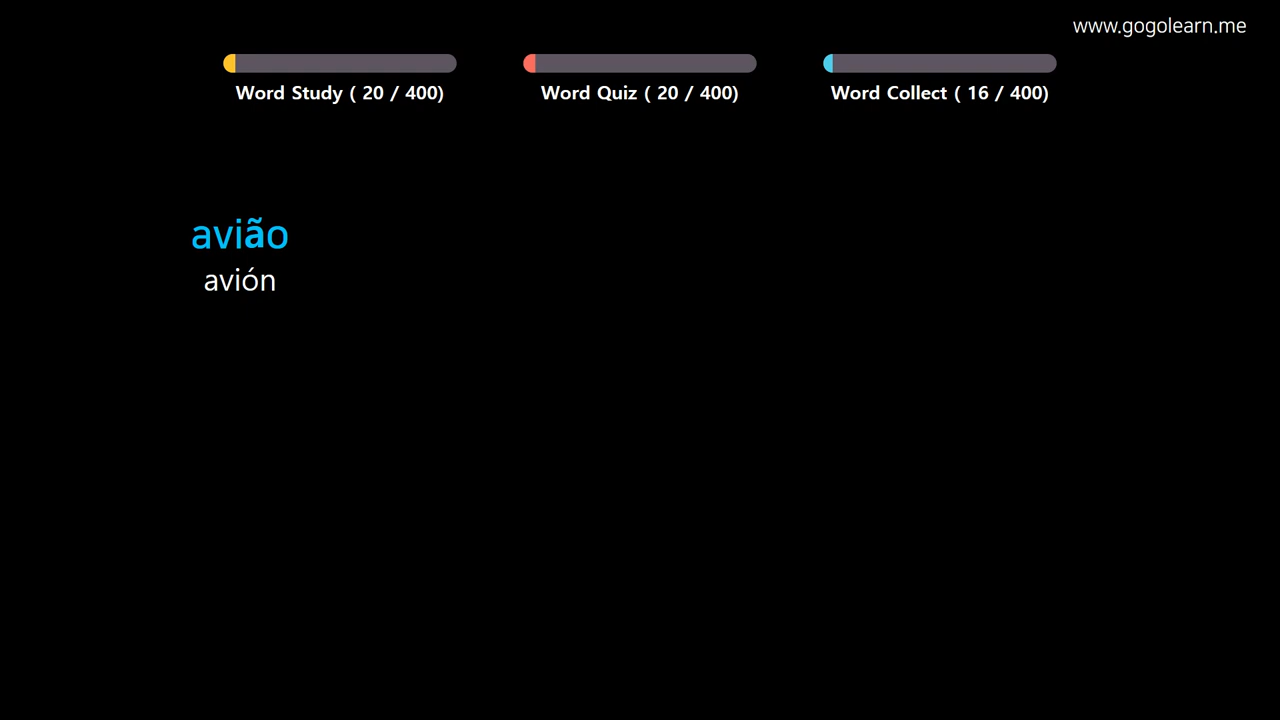 www.gogolearn.me
Word Study ( 20 / 400)
Word Quiz ( 20 / 400)
Word Collect ( 16 / 400)
avião
avión